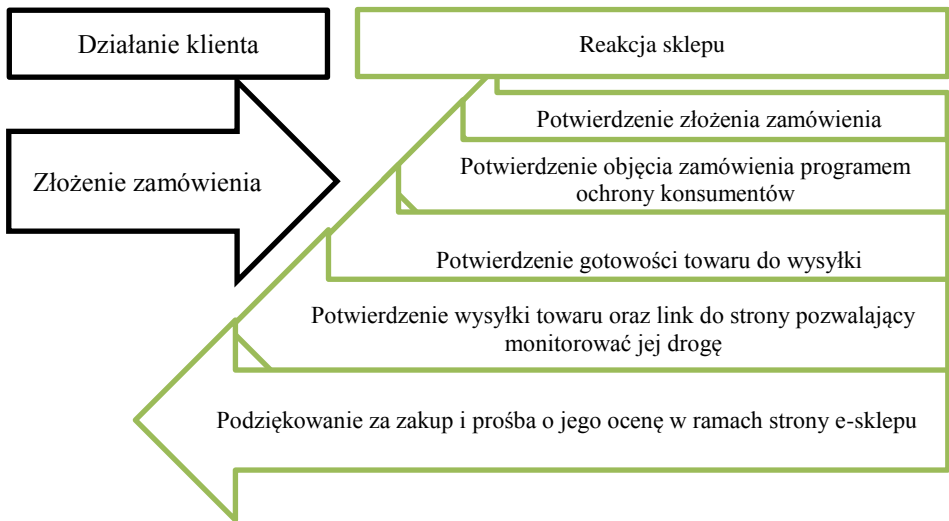 Działanie klienta
Reakcja sklepu
Złożenie zamówienia
Potwierdzenie złożenia zamówienia
Potwierdzenie objęcia zamówienia programem
ochrony konsumentów
Potwierdzenie gotowości towaru do wysyłki
Potwierdzenie wysyłki towaru oraz link do strony pozwalający
monitorować jej drogę
Podziękowanie za zakup i prośba o jego ocenę w ramach strony e-sklepu